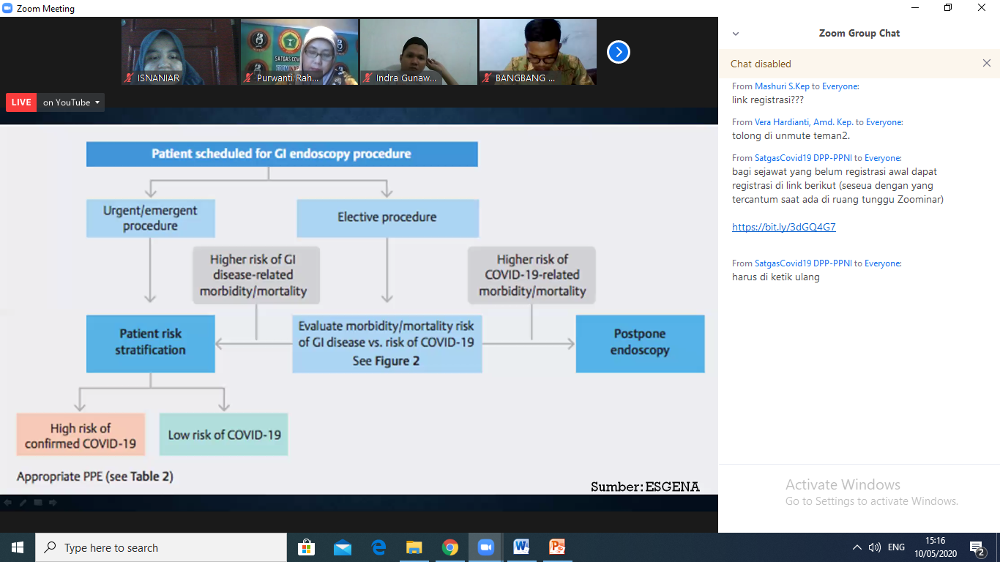 Zoom Meeting
ISNANIAR
Purwanti Rah...
Indra Gunaw...
BANGBANG ...
LIVE on YouTube
Patient scheduled for GI endoscopy procedure
Urgent/emergent
procedure
Elective procedure
Higher risk of GI
disease-related
morbidity/mortality
Higher risk of
COVID-19-related
morbidity/mortality
Patient risk
stratification
Evaluate morbidity/mortality risk
of GI disease vs. risk of COVID-19
See Figure 2
Postpone
endoscopy
High risk of
confirmed COVID-19
Low risk of COVID-19
Appropriate PPE (see Table 2)
Sumber:ESGENA
Zoom Group Chat
Chat disabled
From Mashuri S.Kep to Everyone:
link registrasi???
From Vera Hardianti, Amd. Kep. to Everyone:
tolong di unmute teman2.
From SatgasCovid19 DPP-PPNI to Everyone:
bagi sejawat yang belum registrasi awal dapat
registrasi di link berikut (seseua dengan yang
tercantum saat ada di ruang tunggu Zoominar)
https://bit.ly/3dGQ4G7
From SatgasCovid19 DPP-PPNI to Everyone:
harus di ketik ulang
Activate Windows
Go to Settings to activate Windows.
Type here to search
ENG
15:16
10/05/2020
2